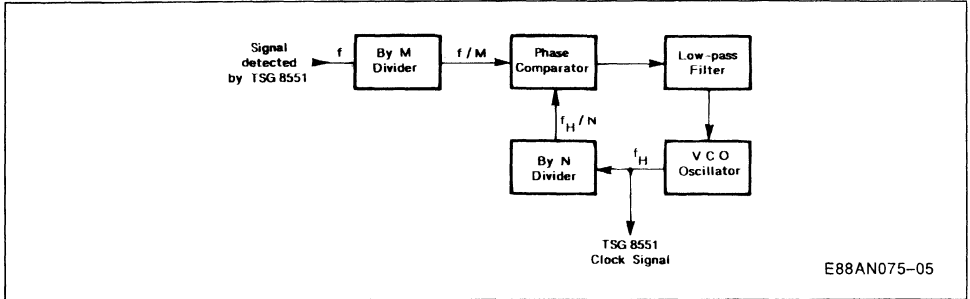 Signal
detected
by TSG 8551
f
By M
Divider
f / M
Phase
Comparator
Low-pass
Filter
f_H / N
By N
Divider
f_H
V C O
Oscillator
TSG 8551
Clock Signal
E88AN075-05